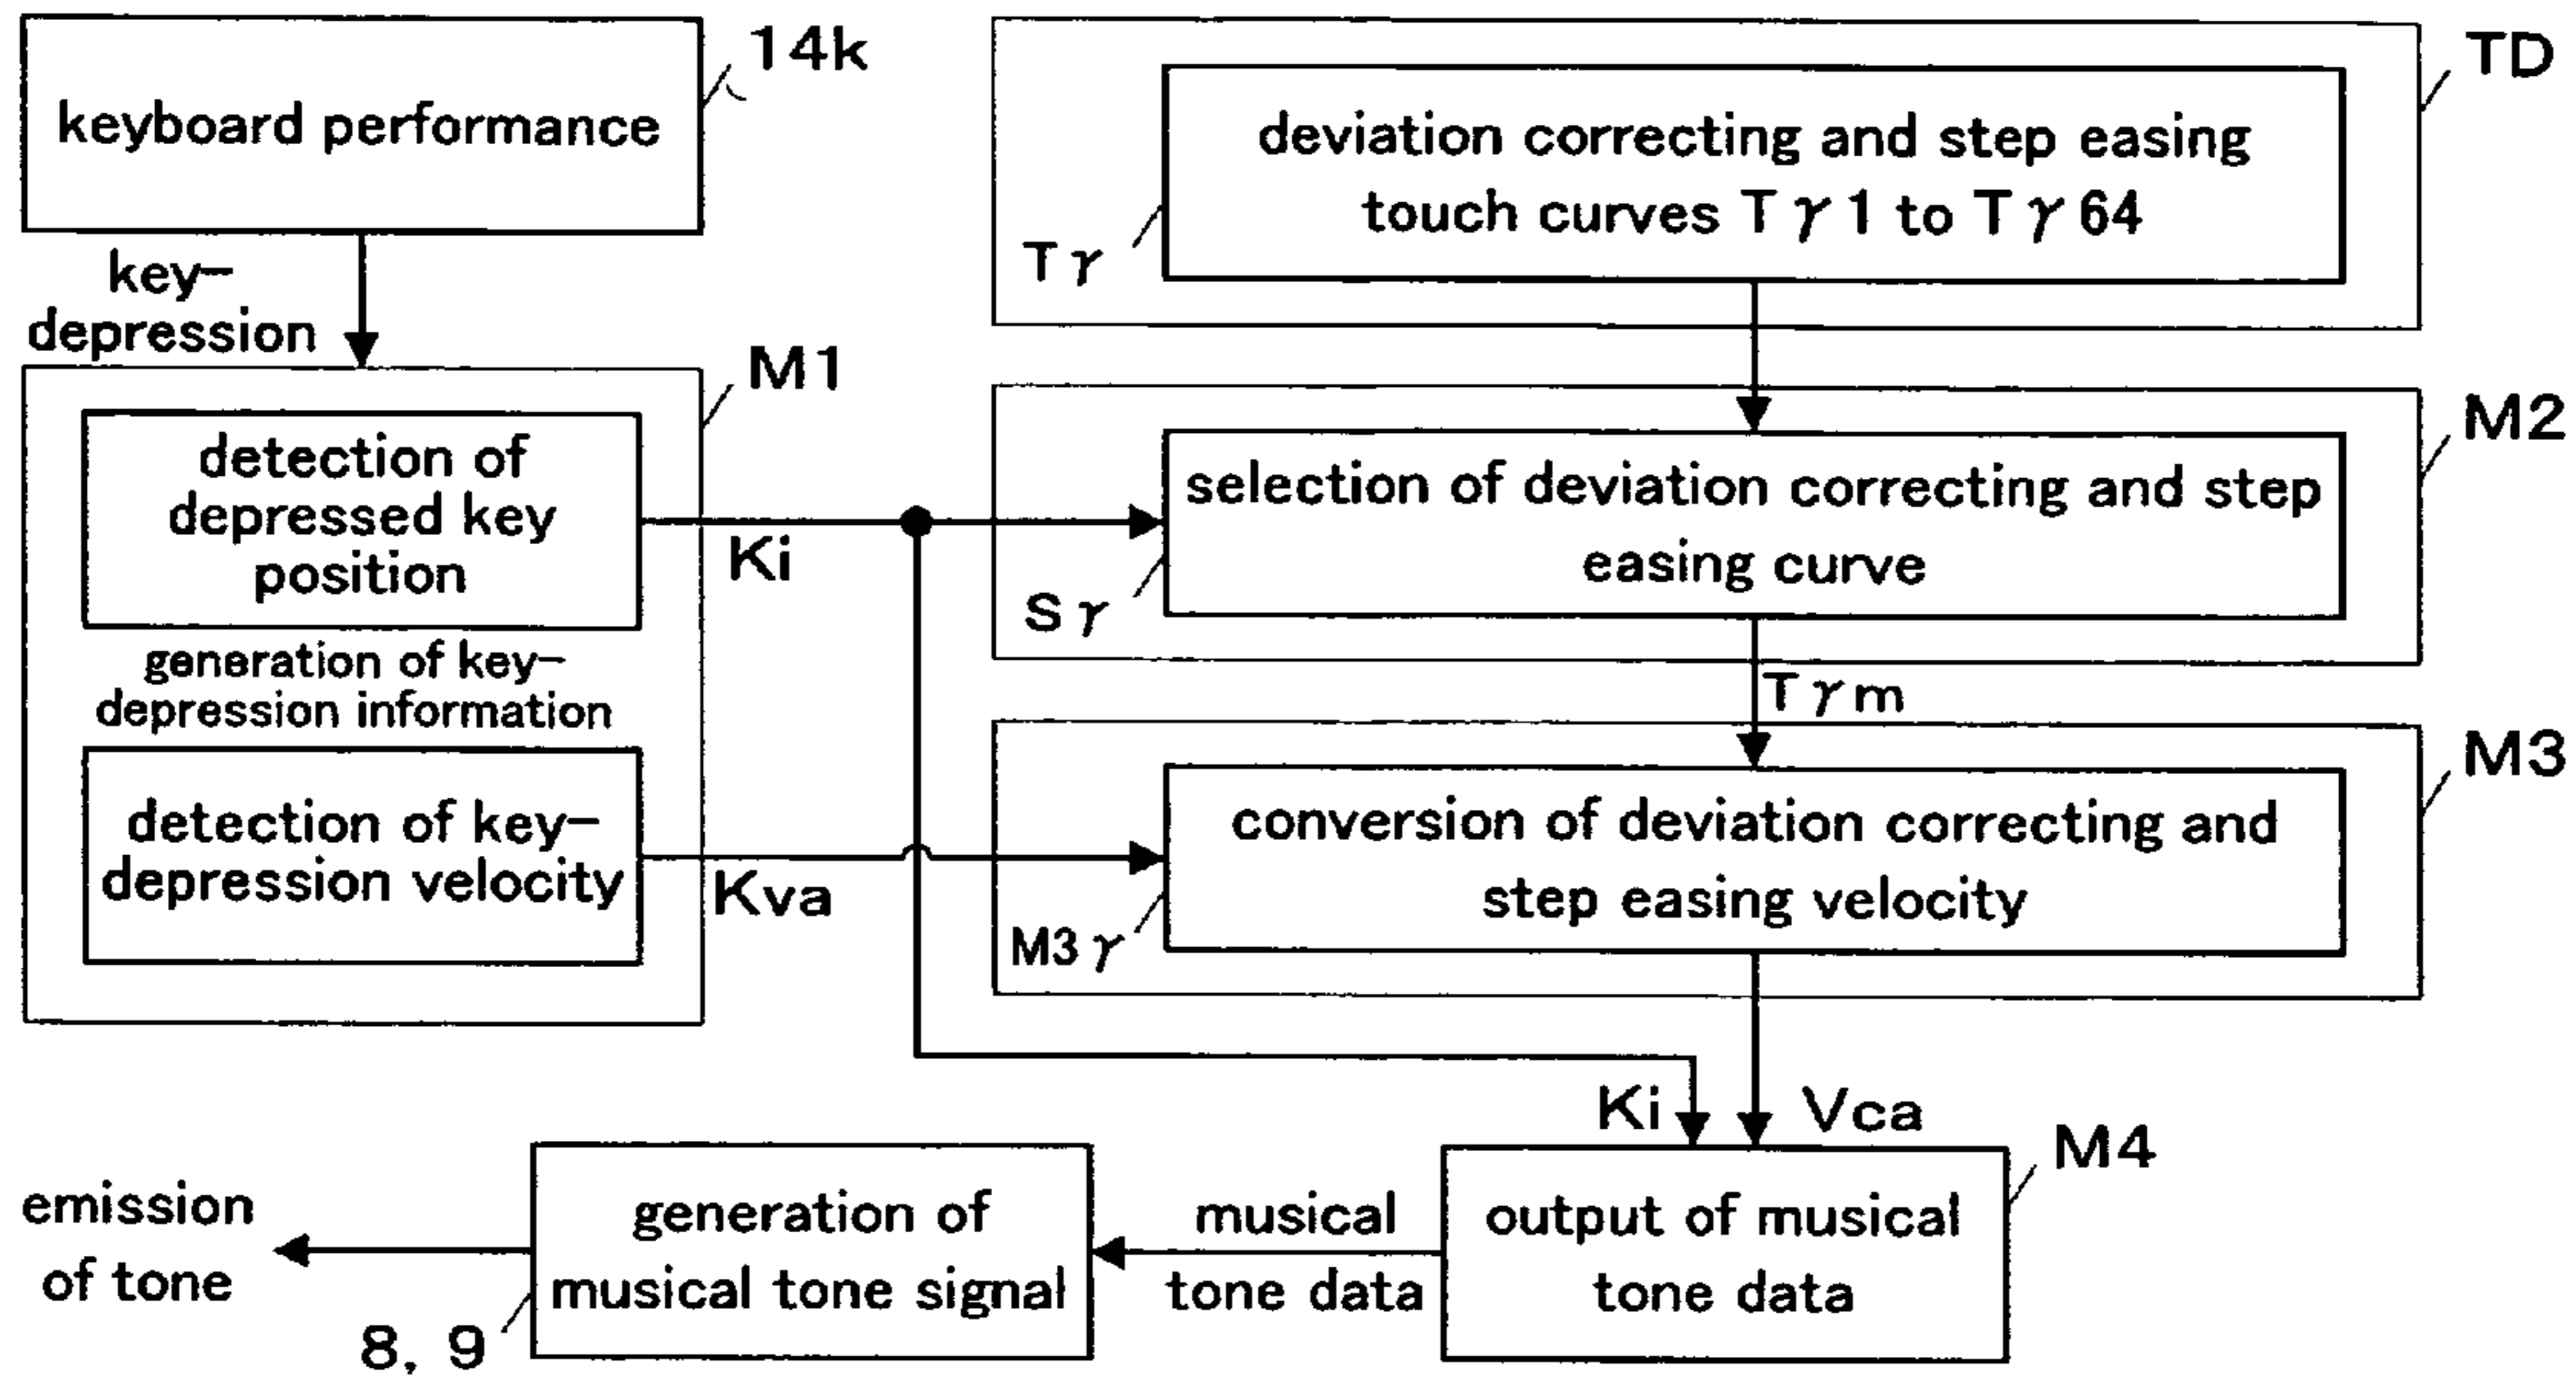 14k
keyboard performance
key-
depression
TD
deviation correcting and step easing
touch curves Tγ1 to Tγ64
Tγ
M1
detection of
depressed key
position
Ki
generation of key-
depression information
detection of key-
depression velocity
Kva
M2
selection of deviation correcting and step
easing curve
Sγ
Tγm
M3
conversion of deviation correcting and
step easing velocity
M3γ
Ki
Vca
M4
output of musical
tone data
musical
tone data
generation of
musical tone signal
8, 9
emission
of tone